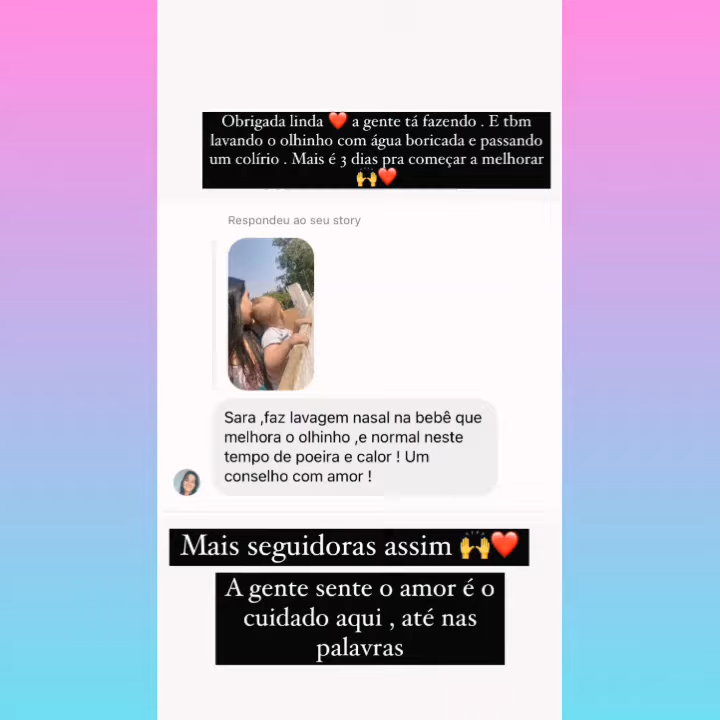 Obrigada linda ❤️ a gente tá fazendo . E tbm
lavando o olhinho com água boricada e passando
um colírio . Mais é 3 dias pra começar a melhorar
🙌❤️
Respondeu ao seu story
Sara ,faz lavagem nasal na bebê que
melhora o olhinho ,e normal neste
tempo de poeira e calor ! Um
conselho com amor !
Mais seguidoras assim 🙌❤️
A gente sente o amor é o
cuidado aqui , até nas
palavras